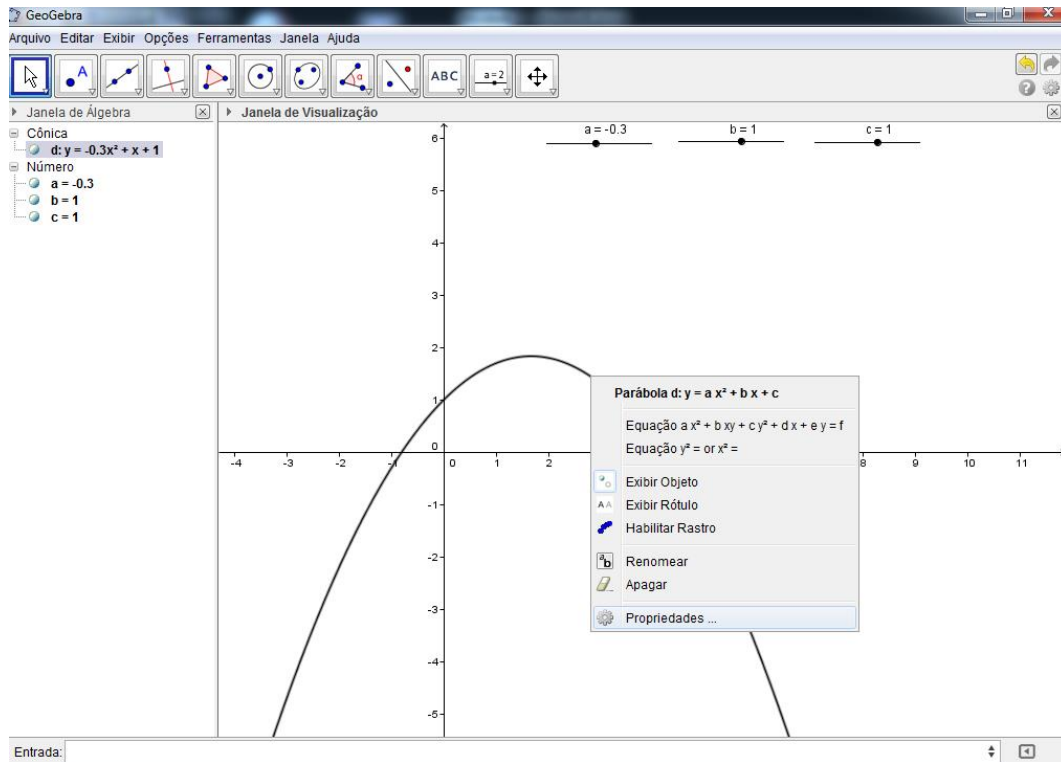 GeoGebra
Arquivo Editar Exibir Opções Ferramentas Janela Ajuda
A
α
ABC
a=2
Janela de Álgebra
Janela de Visualização
Cônica
d: y = -0.3x² + x + 1
Número
a = -0.3
b = 1
c = 1
a = -0.3
b = 1
c = 1
6
5
4
3
2
1
0
-1
-2
-3
-4
-5
-4 -3 -2 -1 0 1 2 8 9 10 11
Parábola d: y = a x² + b x + c
Equação a x² + b xy + c y² + d x + e y = f
Equação y² = or x² =
Exibir Objeto
AA Exibir Rótulo
Habilitar Rastro
ab Renomear
Apagar
Propriedades ...
Entrada: